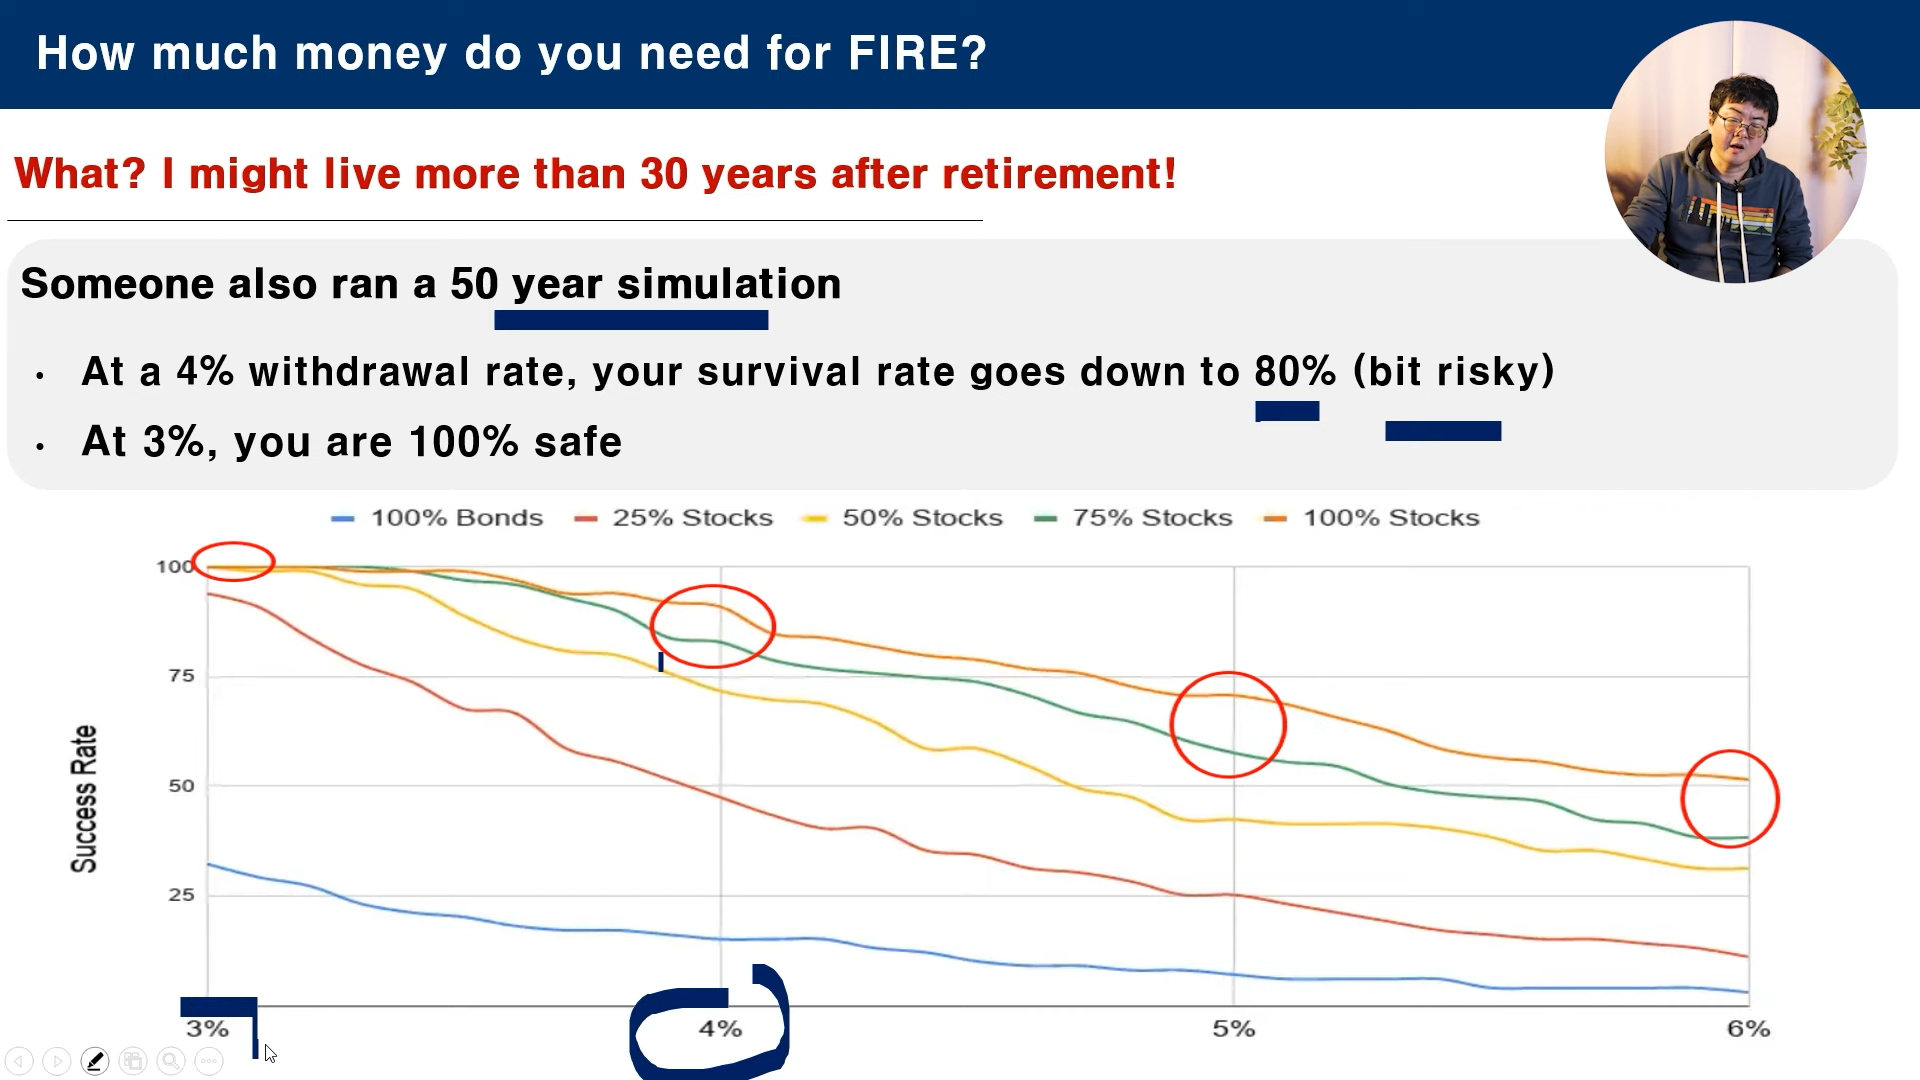 How much money do you need for FIRE?
What? I might live more than 30 years after retirement!
Someone also ran a 50 year simulation
• At a 4% withdrawal rate, your survival rate goes down to 80% (bit risky)
• At 3%, you are 100% safe
100% Bonds 25% Stocks 50% Stocks 75% Stocks 100% Stocks
100
75
50
25
Success Rate
3% 4% 5% 6%